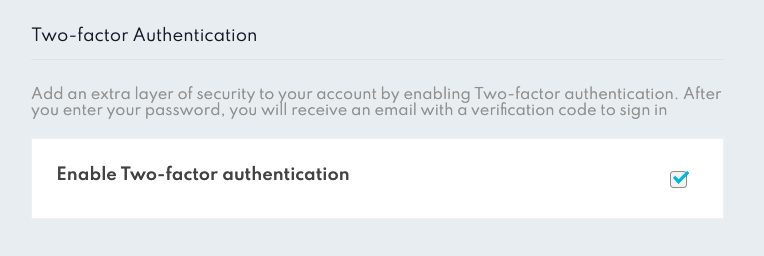 Two-factor Authentication
Add an extra layer of security to your account by enabling Two-factor authentication. After
you enter your password, you will receive an email with a verification code to sign in
Enable Two-factor authentication